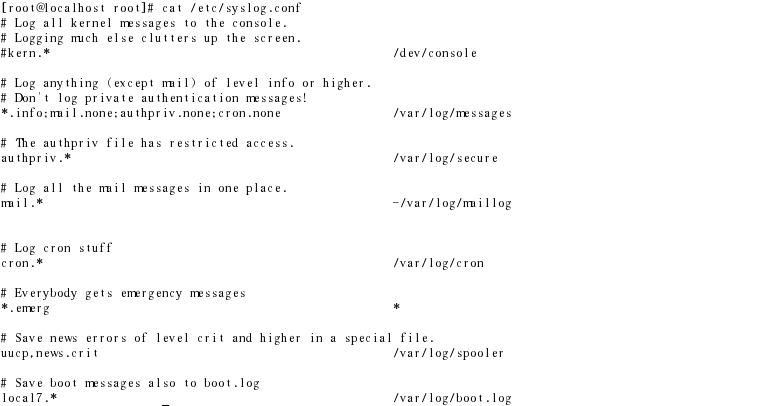 [root@localhost root]# cat /etc/syslog.conf
# Log all kernel messages to the console.
# Logging much else clutters up the screen.
#kern.* /dev/console
# Log anything (except mail) of level info or higher.
# Don't log private authentication messages!
*.info;mail.none;authpriv.none;cron.none /var/log/messages
# The authpriv file has restricted access.
authpriv.* /var/log/secure
# Log all the mail messages in one place.
mail.* -/var/log/maillog
# Log cron stuff
cron.* /var/log/cron
# Everybody gets emergency messages
*.emerg *
# Save news errors of level crit and higher in a special file.
uucp,news.crit /var/log/spooler
# Save boot messages also to boot.log
local7.* /var/log/boot.log